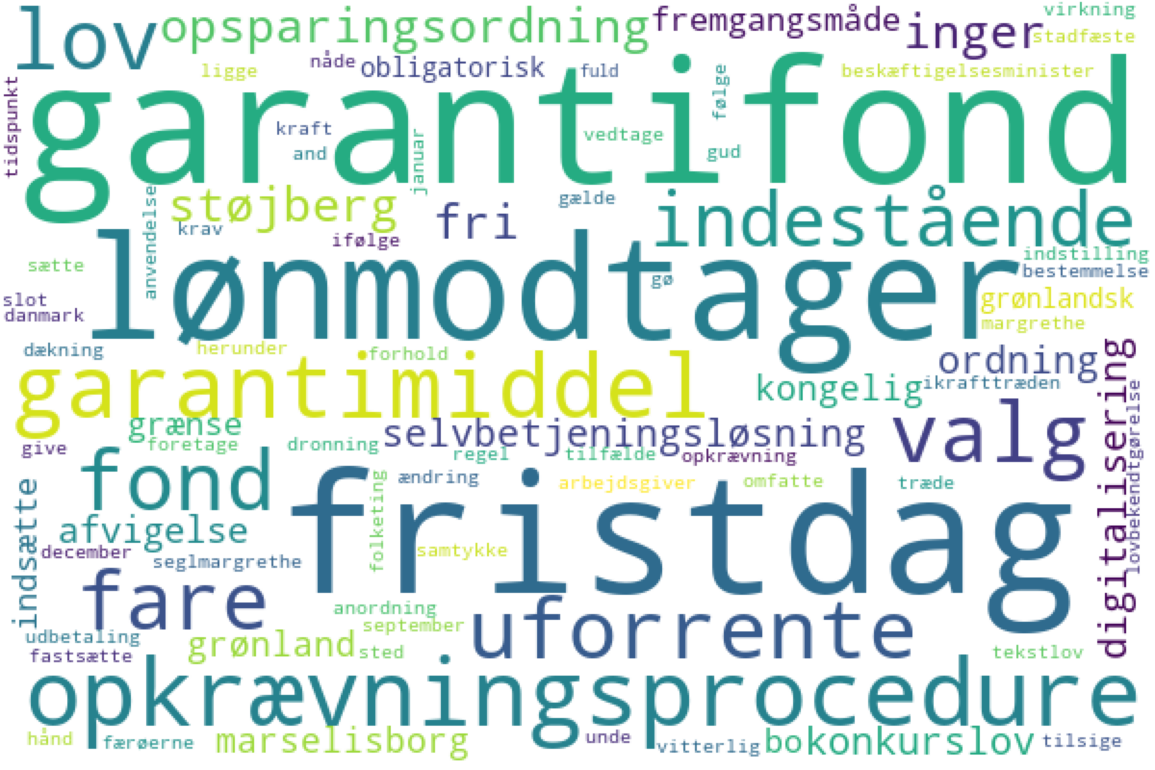 lov opsparingsordning fremgangsmåde inger virkning
stadfæste
ligge nåde obligatorisk fuld beskæftigelsesminister
tidspunkt
garantifond
følge
kraft and januar vedtage gud
anvendelse støjberg fri gælde indestående
krav ifølge
sætte lønmodtager gø indstilling
bestemmelse
slot grønlandsk
danmark margrethe
dækning herunder forhold ordning digitalisering
garantimiddel kongelig ikrafttræden
lovbekendtgørelse
grænse selvbetjeningsløsning valg
give foretage dronning regel tilfælde opkrævning
fond folketing ændring arbejdsgiver omfatte træde
indsætte afvigelse fristdag
december seglmargrethe samtykke
fare anordning
september uforrente
udbetaling grønland sted tekstlov
fastsætte
opkrævningsprocedure
hånd færøerne marselisborg unde vitterlig bo konkurslov tilsige